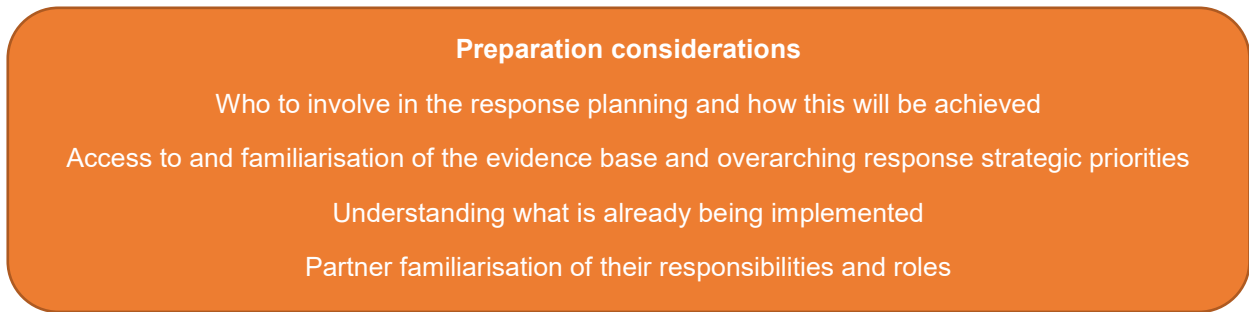 Preparation considerations
Who to involve in the response planning and how this will be achieved
Access to and familiarisation of the evidence base and overarching response strategic priorities
Understanding what is already being implemented
Partner familiarisation of their responsibilities and roles